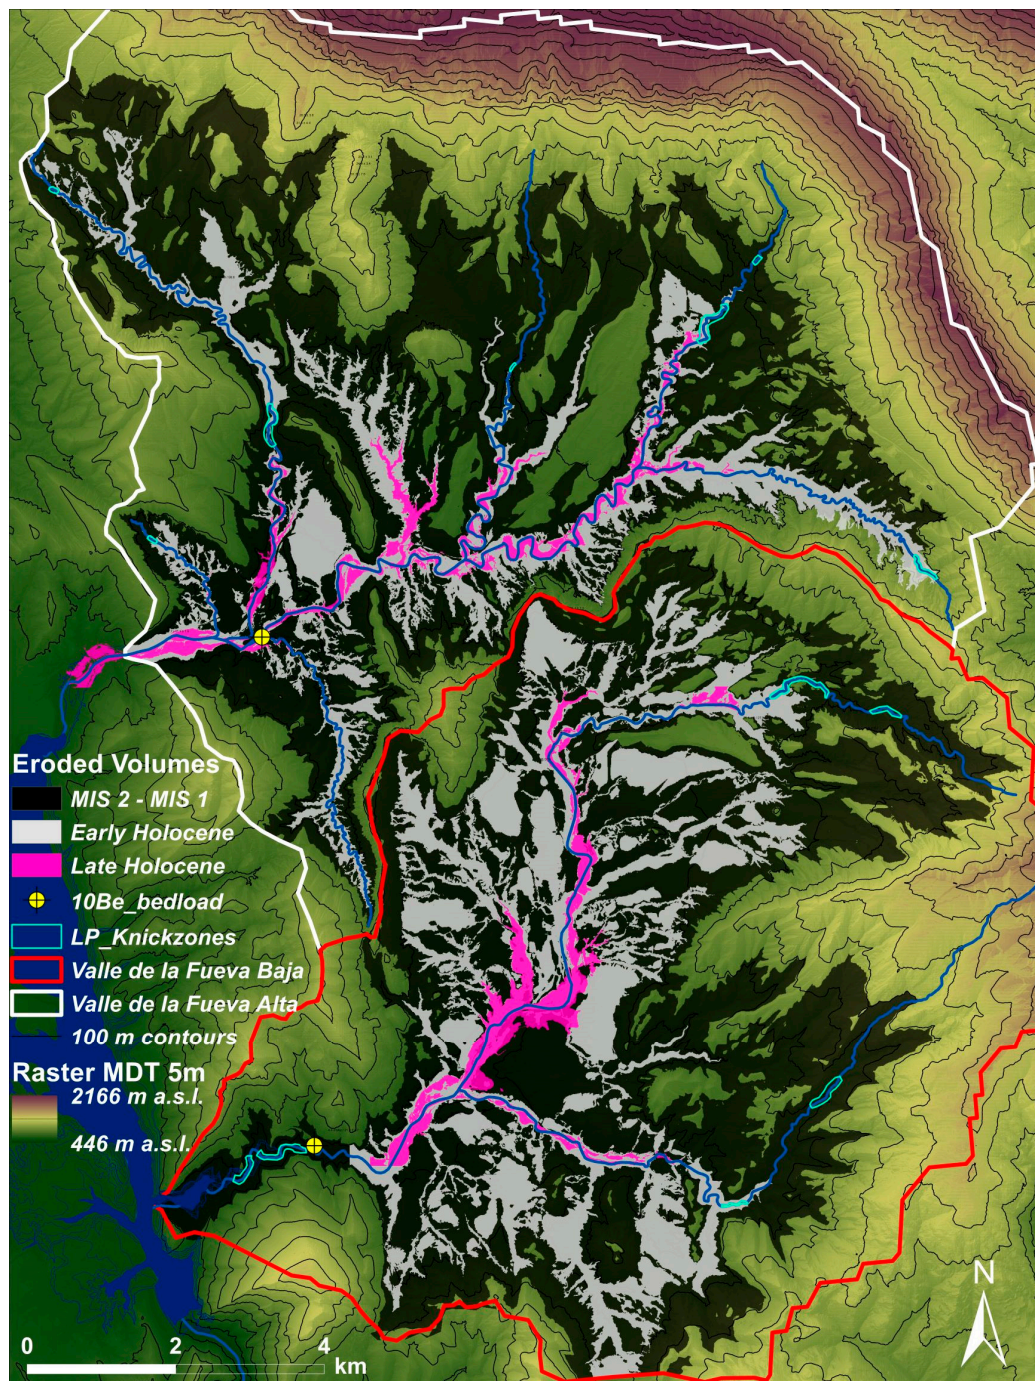 Eroded Volumes
MIS 2 - MIS 1
Early Holocene
Late Holocene
10Be_bedload
LP_Knickzones
Valle de la Fueva Baja
Valle de la Fueva Alta
100 m contours
Raster MDT 5m
2166 m a.s.l.
446 m a.s.l.
N
0 2 4
km